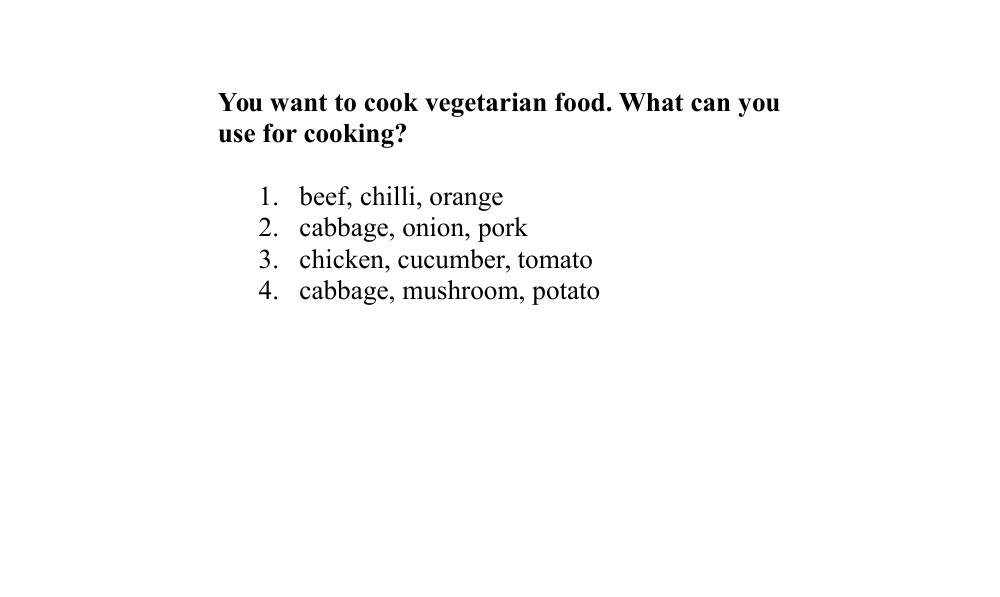 You want to cook vegetarian food. What can you
use for cooking?
1. beef, chilli, orange
2. cabbage, onion, pork
3. chicken, cucumber, tomato
4. cabbage, mushroom, potato